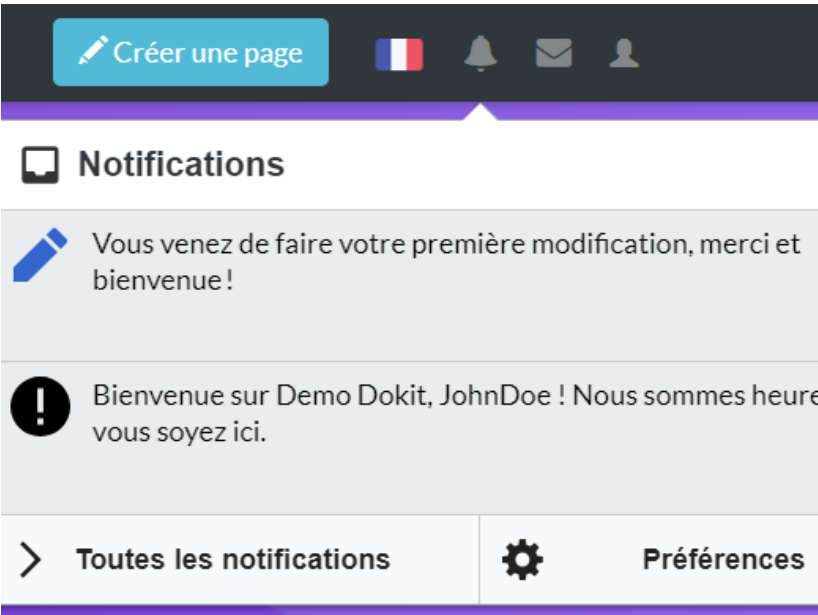 Créer une page
Notifications
Vous venez de faire votre première modification, merci et
bienvenue !
Bienvenue sur Demo Dokit, JohnDoe ! Nous sommes
vous soyez ici.
Toutes les notifications
Préférences